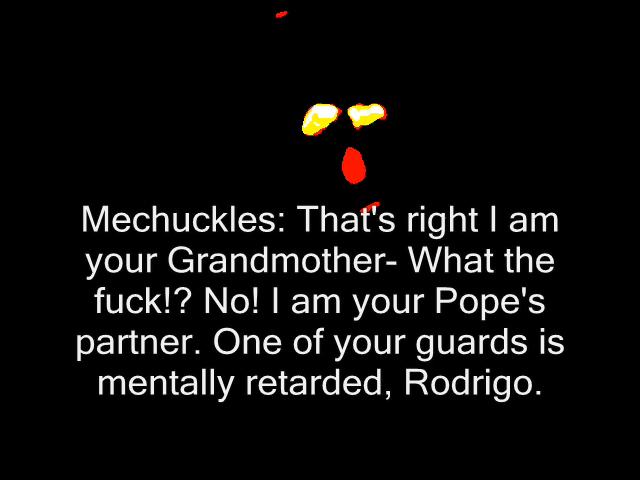 Mechuckles: That's right I am
your Grandmother- What the
fuck!? No! I am your Pope's
partner. One of your guards is
mentally retarded, Rodrigo.